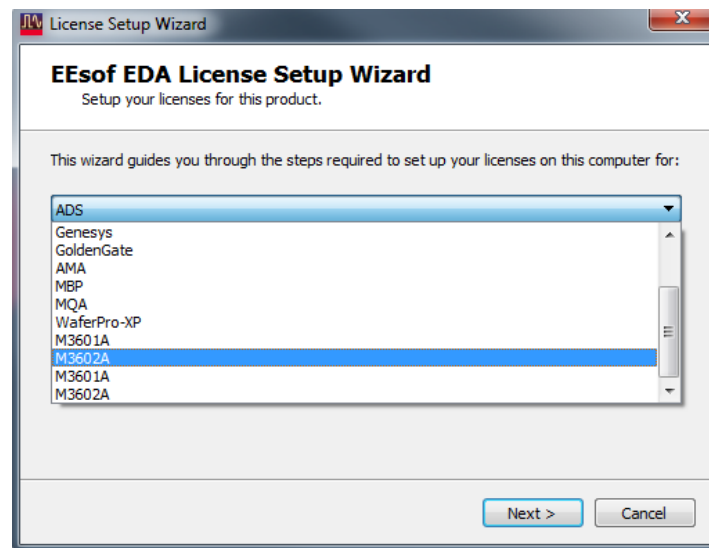 License Setup Wizard
EEsof EDA License Setup Wizard
Setup your licenses for this product.
This wizard guides you through the steps required to set up your licenses on this computer for:
ADS
Genesys
GoldenGate
AMA
MBP
MQA
WaferPro-XP
M3601A
M3602A
M3601A
M3602A
Next >
Cancel